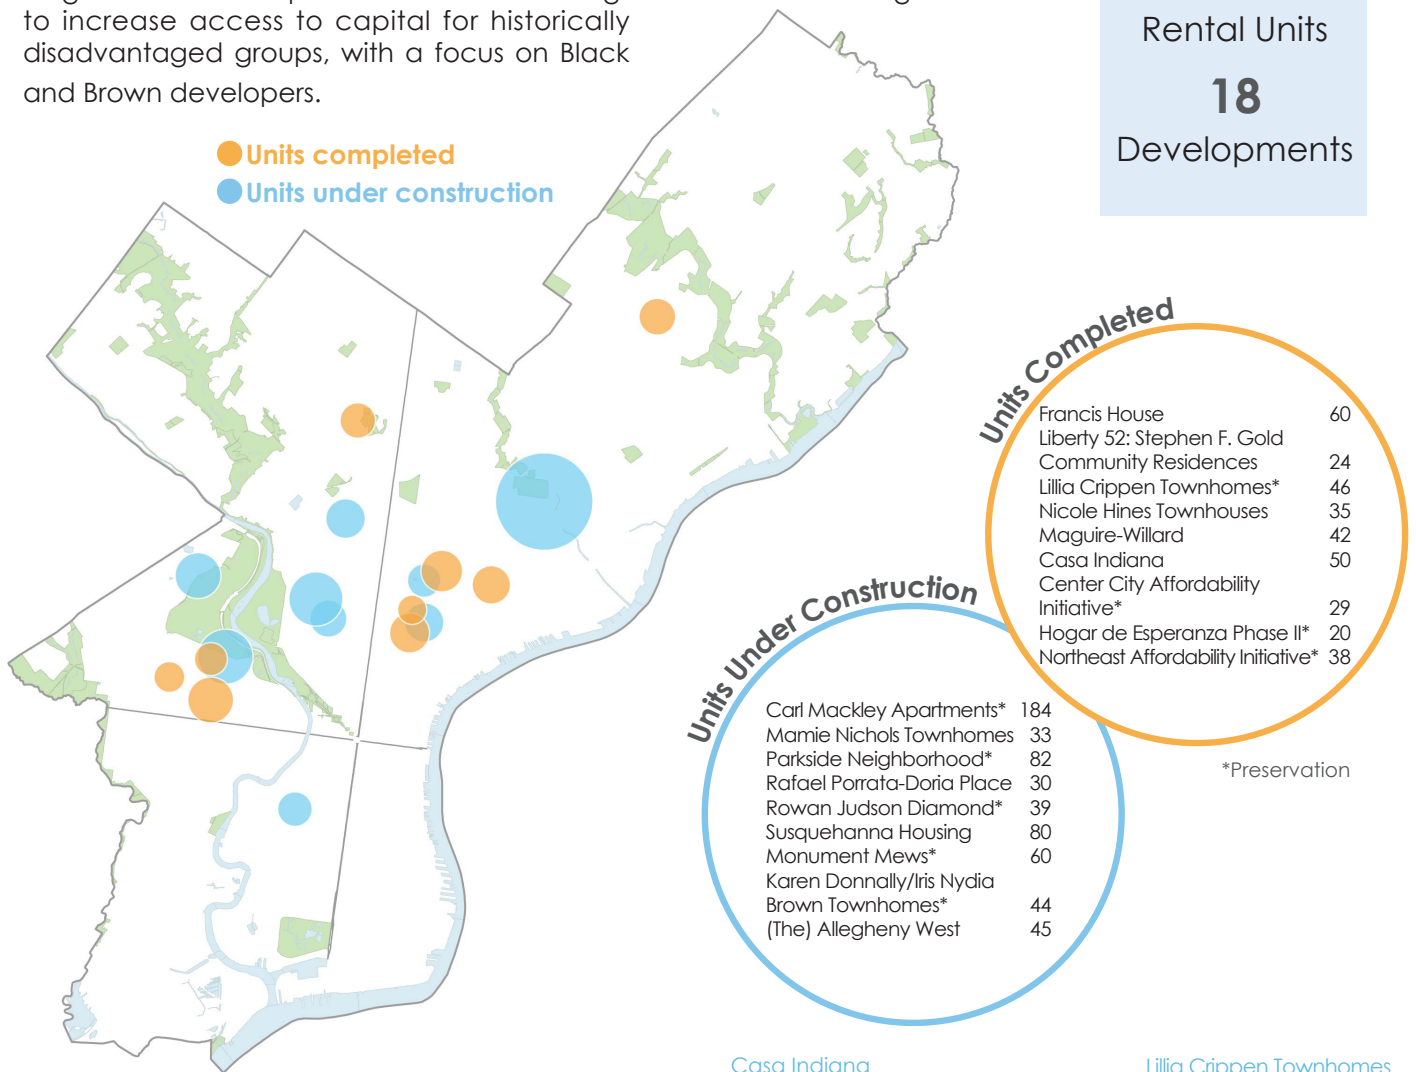 to increase access to capital for historically
disadvantaged groups, with a focus on Black
and Brown developers.
Rental Units
18
Developments
Units completed
Units under construction
Units Completed
Francis House 60
Liberty 52: Stephen F. Gold
Community Residences 24
Lillia Crippen Townhomes* 46
Nicole Hines Townhouses 35
Maguire-Willard 42
Casa Indiana 50
Center City Affordability
Initiative* 29
Hogar de Esperanza Phase II* 20
Northeast Affordability Initiative* 38
*Preservation
Units Under Construction
Carl Mackley Apartments* 184
Mamie Nichols Townhomes 33
Parkside Neighborhood* 82
Rafael Porrata-Doria Place 30
Rowan Judson Diamond* 39
Susquehanna Housing 80
Monument Mews* 60
Karen Donnally/Iris Nydia
Brown Townhomes* 44
(The) Allegheny West 45
Casa Indiana
Lillia Crippen Townhomes